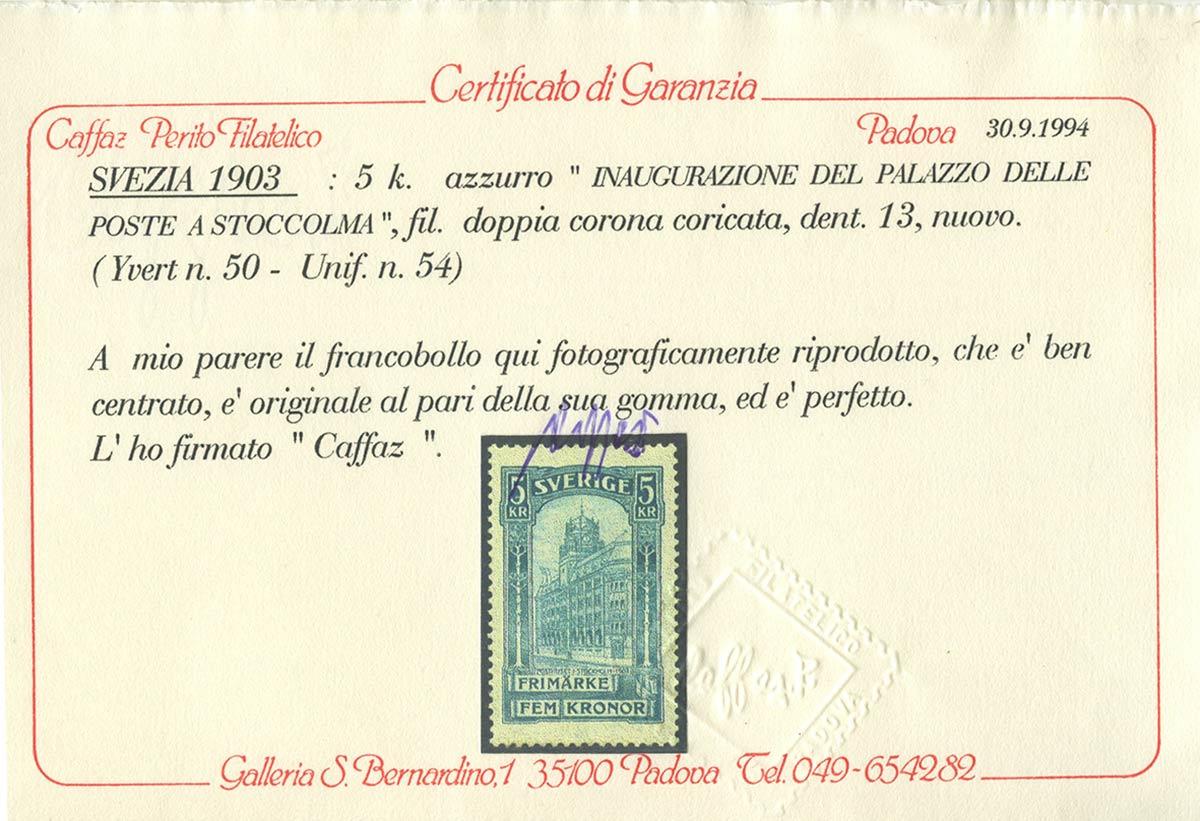 Certificato di Garanzia
Caffaz Perito Filatelico Padova 30.9.1994
SVEZIA 1903 : 5 k. azzurro " INAUGURAZIONE DEL PALAZZO DELLE
POSTE A STOCCOLMA ", fil. doppia corona coricata, dent. 13, nuovo.
( Yvert n. 50 - Unif. n. 54)
A mio parere il francobollo qui fotograficamente riprodotto, che e' ben
centrato, e' originale al pari della sua gomma, ed e' perfetto.
L' ho firmato " Caffaz ".
Caffaz
5 SVERIGE 5
KR KR
FRIMÄRKE
FEM KRONOR
FILATELICO
Caffaz
Galleria S. Bernardino, 1 35100 Padova Tel. 049-654282